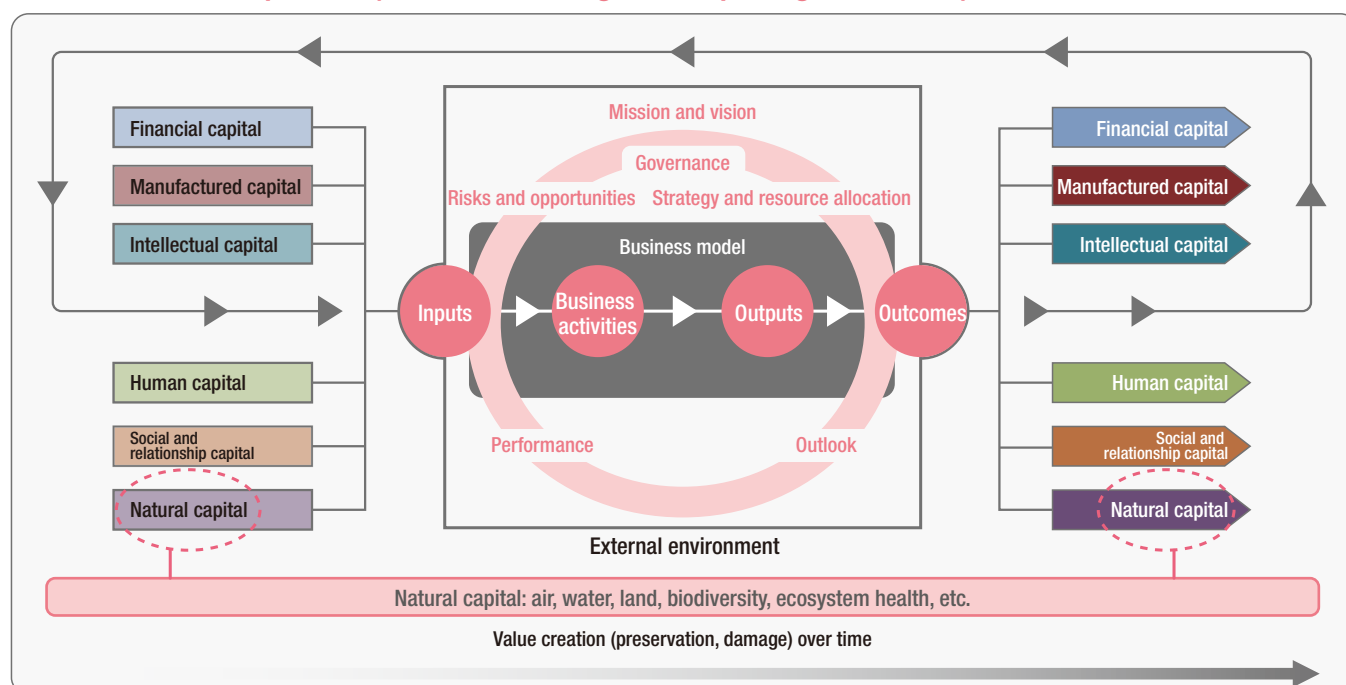 Financial capital
Manufactured capital
Intellectual capital
Human capital
Social and
relationship capital
Natural capital
Mission and vision
Governance
Risks and opportunities
Strategy and resource allocation
Business model
Inputs
Business
activities
Outputs
Outcomes
Performance
Outlook
External environment
Financial capital
Manufactured capital
Intellectual capital
Human capital
Social and
relationship capital
Natural capital
Natural capital: air, water, land, biodiversity, ecosystem health, etc.
Value creation (preservation, damage) over time